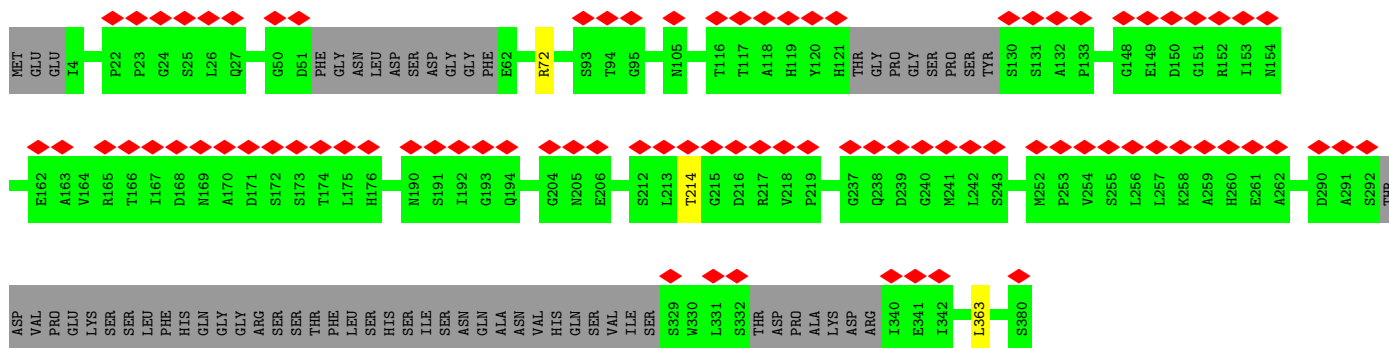 MET GLU GLU I4 P22 P23 G24 S25 L26 Q27 G50 D51 PHE GLY ASN LEU ASP SER ASP GLY GLY PHE E62 R72 S93 T94 G95 N105 T116 T117 A118 H119 Y120 H121 THR GLY PRO GLY SER PRO SER TYR S130 S131 A132 P133 G148 E149 D150 G151 R152 I153 N154
E162 A163 V164 R165 T166 I167 D168 N169 A170 D171 S172 S173 T174 L175 H176 N190 S191 I192 G193 Q194 G204 N205 E206 S212 L213 T214 G215 D216 R217 V218 P219 G237 Q238 D239 G240 M241 L242 S243 M252 P253 V254 S255 L256 L257 K258 A259 H260 E261 A262 D290 A291 S292 THR
ASP VAL PRO GLU LYS SER SER LEU PHE HIS GLN GLY GLY ARG SER SER THR PHE LEU SER HIS SER ILE SER ASN GLN ALA ASN VAL HIS GLN SER VAL ILE SER S329 W330 L331 S332 THR ASP PRO ALA LYS ASP ARG I340 E341 I342 L363 S380